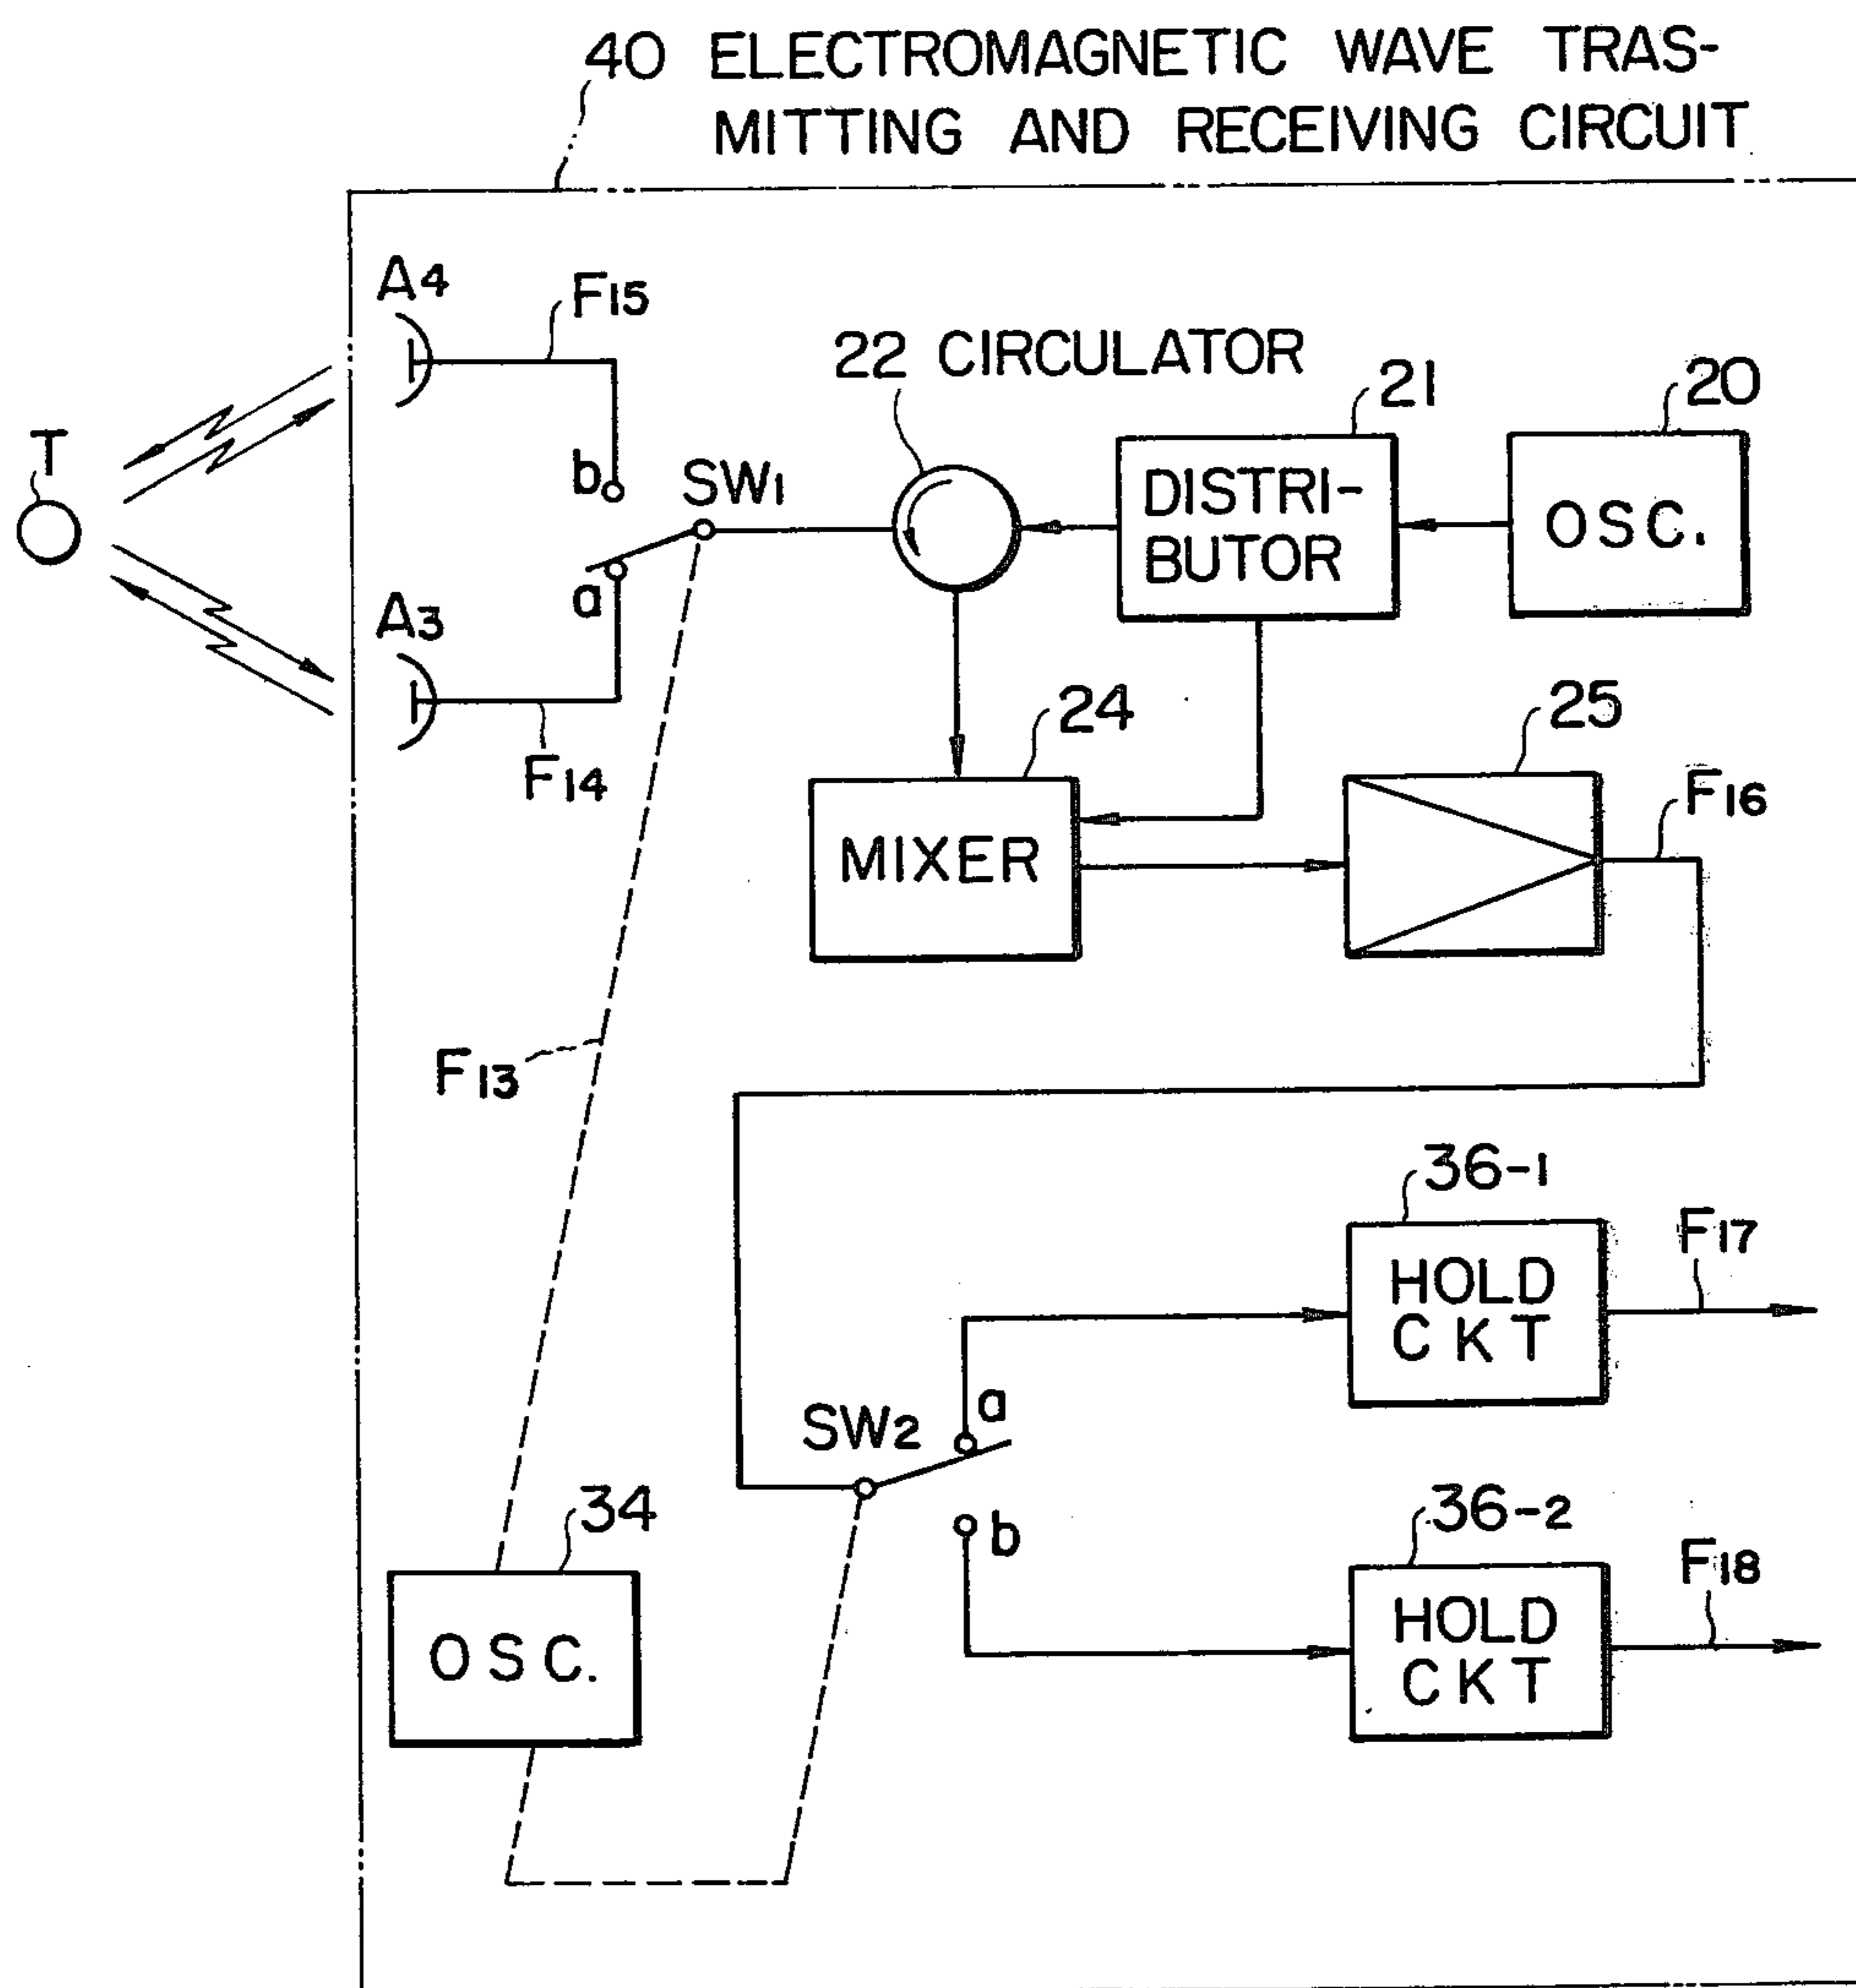 40 ELECTROMAGNETIC WAVE TRAS-
MITTING AND RECEIVING CIRCUIT
A4
F15
22 CIRCULATOR
21
20
T
b
SW1
DISTRI-
BUTOR
OSC.
a
A3
F14
24
25
F16
MIXER
F13
36-1
F17
HOLD
CKT
SW2
a
b
34
36-2
F18
OSC.
HOLD
CKT